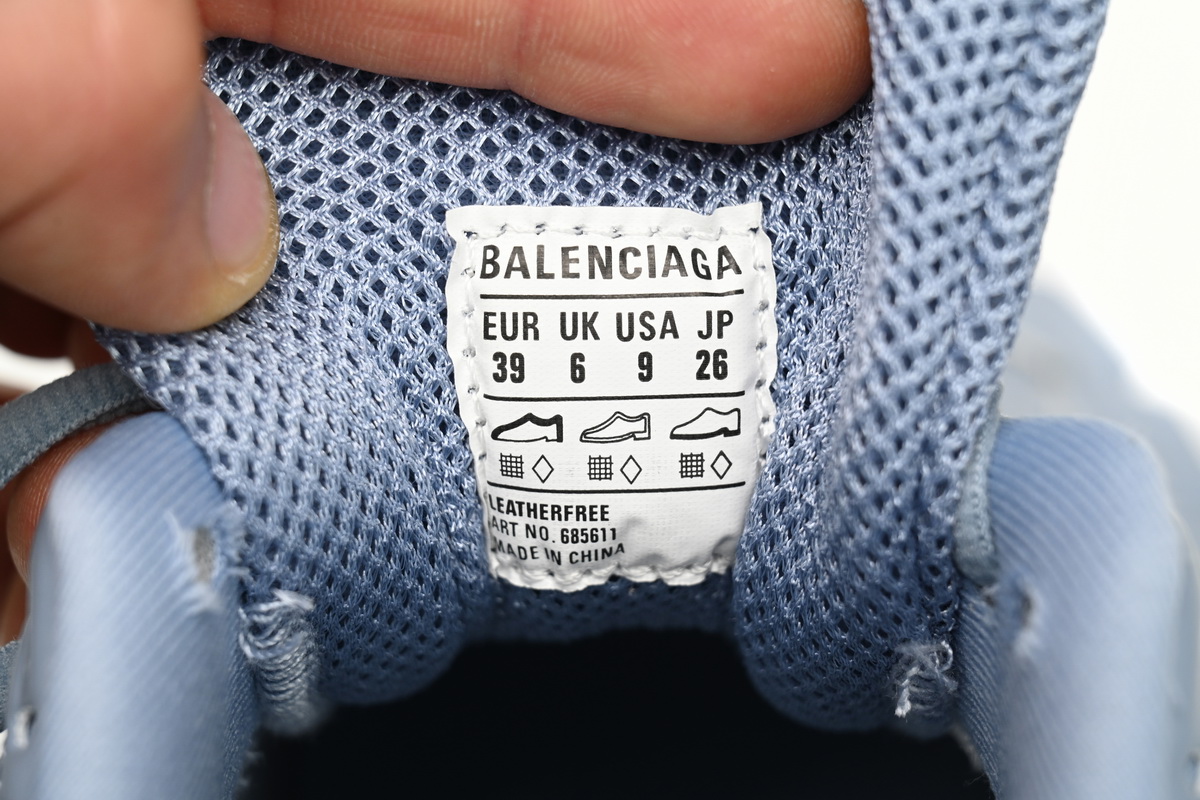 BALENCIAGA
EUR UK USA JP
39 6 9 26
LEATHERFREE
ART NO. 685611
MADE IN CHINA